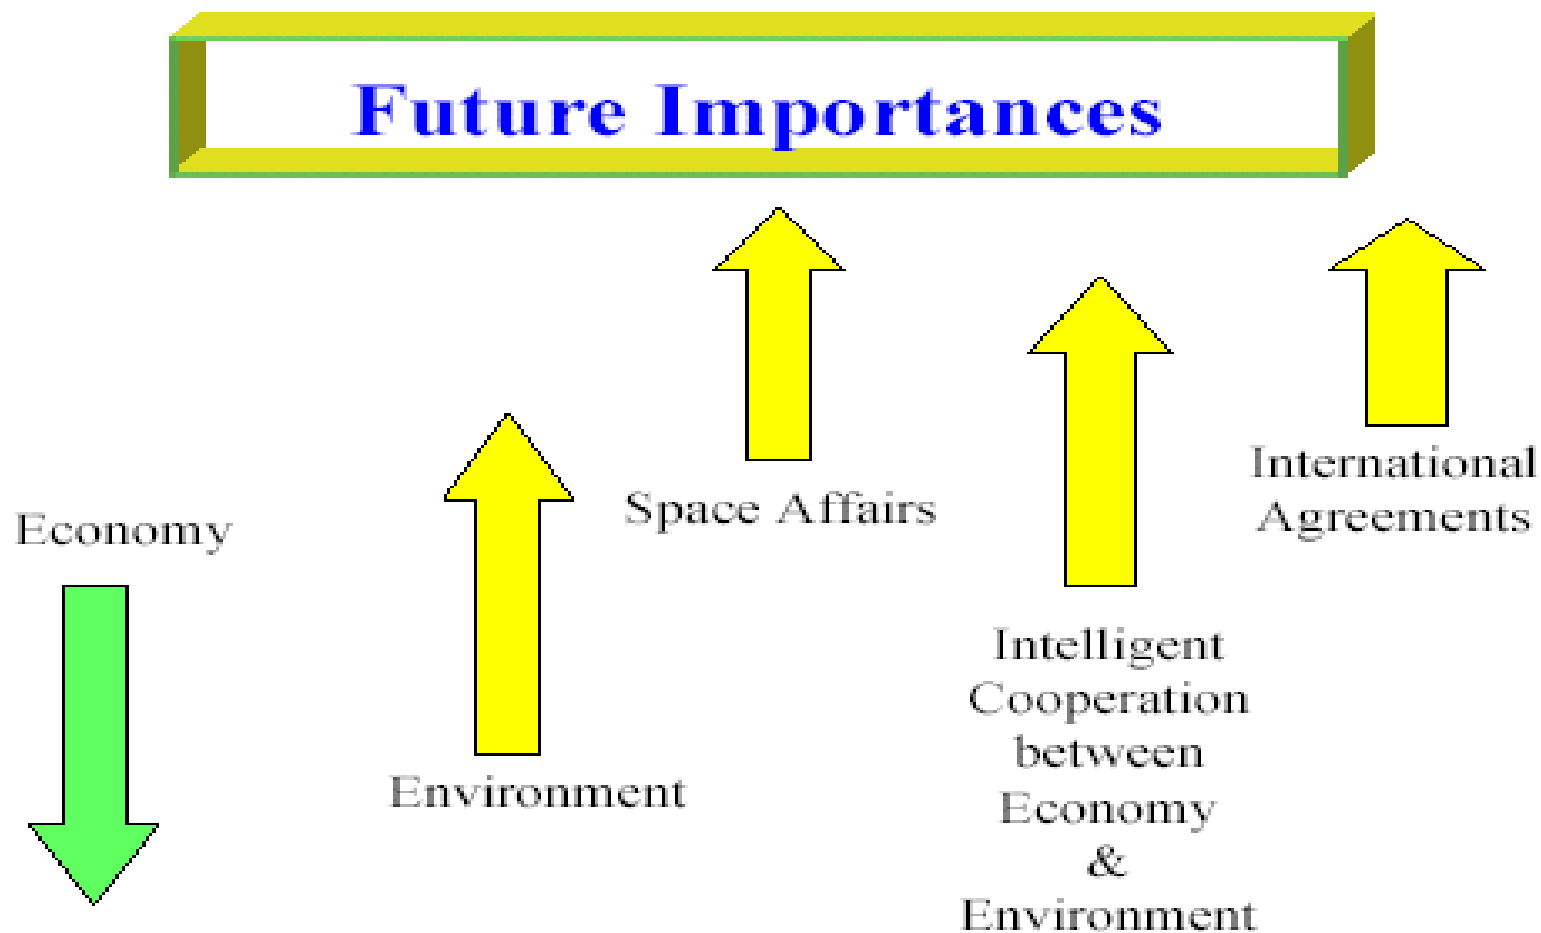 Future Importances
Economy
Environment
Space Affairs
Intelligent
Cooperation
between
Economy
&
Environment
International
Agreements